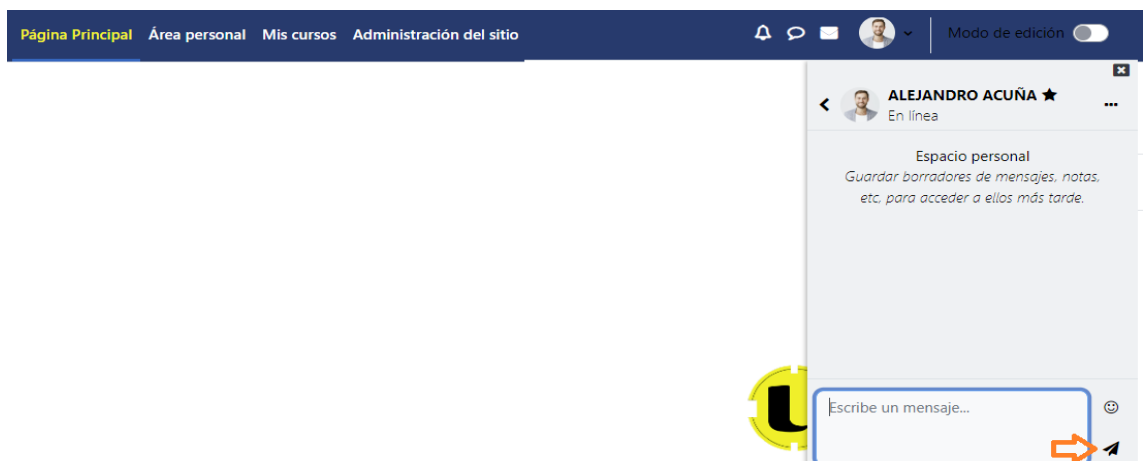 Página Principal Área personal Mis cursos Administración del sitio
Modo de edición
ALEJANDRO ACUÑA
En línea
Espacio personal
Guardar borradores de mensajes, notas,
etc, para acceder a ellos más tarde.
Escribe un mensaje...